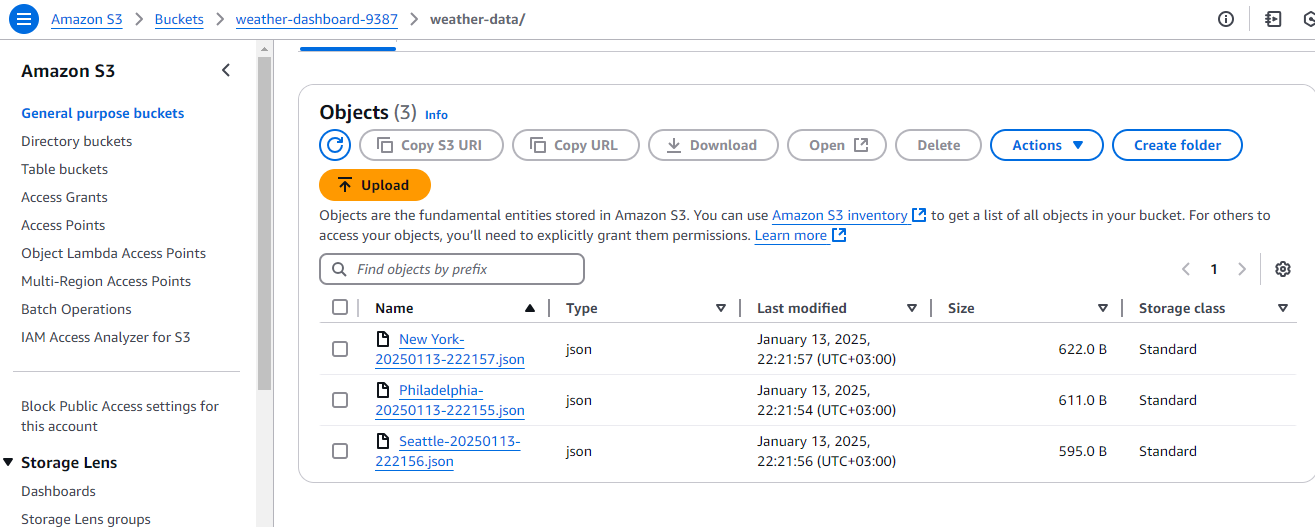 Amazon S3 > Buckets > weather-dashboard-9387 > weather-data/
Amazon S3
General purpose buckets
Directory buckets
Table buckets
Access Grants
Access Points
Object Lambda Access Points
Multi-Region Access Points
Batch Operations
IAM Access Analyzer for S3
Block Public Access settings for
this account
Storage Lens
Dashboards
Storage Lens groups
Objects (3) Info
Copy S3 URI Copy URL Download Open Delete Actions Create folder
Upload
Objects are the fundamental entities stored in Amazon S3. You can use Amazon S3 inventory to get a list of all objects in your bucket. For others to
access your objects, you'll need to explicitly grant them permissions. Learn more
Find objects by prefix
1
Name Type Last modified Size Storage class
New York-
20250113-222157.json
json
January 13, 2025,
22:21:57 (UTC+03:00)
622.0 B
Standard
Philadelphia-
20250113-222155.json
json
January 13, 2025,
22:21:54 (UTC+03:00)
611.0 B
Standard
Seattle-20250113-
222156.json
json
January 13, 2025,
22:21:56 (UTC+03:00)
595.0 B
Standard